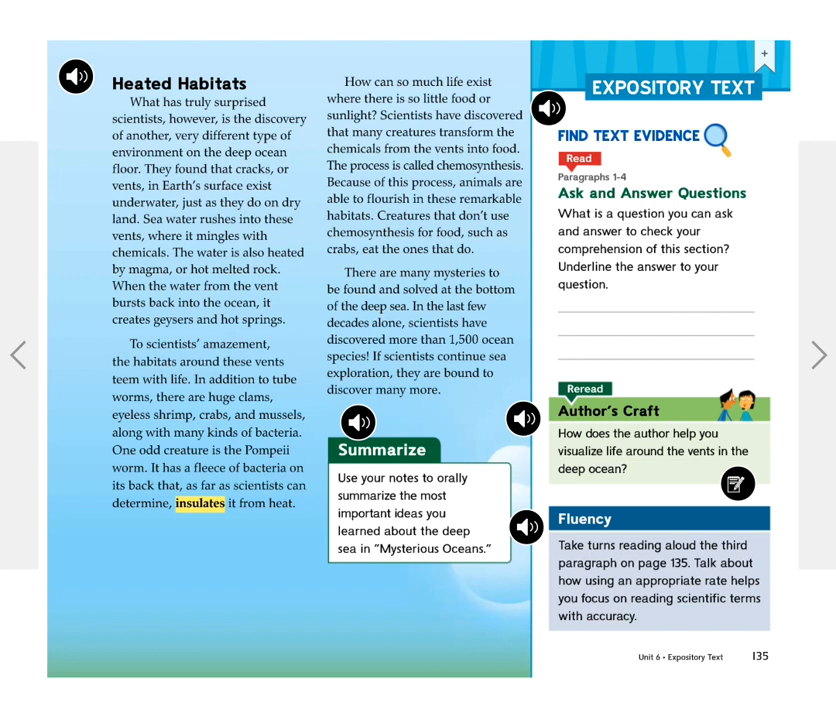 Heated Habitats
What has truly surprised
scientists, however, is the discovery
of another, very different type of
environment on the deep ocean
floor. They found that cracks, or
vents, in Earth's surface exist
underwater, just as they do on dry
land. Sea water rushes into these
vents, where it mingles with
chemicals. The water is also heated
by magma, or hot melted rock.
When the water from the vent
bursts back into the ocean, it
creates geysers and hot springs.
To scientists' amazement,
the habitats around these vents
teem with life. In addition to tube
worms, there are huge clams,
eyeless shrimp, crabs, and mussels,
along with many kinds of bacteria.
One odd creature is the Pompeii
worm. It has a fleece of bacteria on
its back that, as far as scientists can
determine, insulates it from heat.
How can so much life exist
where there is so little food or
sunlight? Scientists have discovered
that many creatures transform the
chemicals from the vents into food.
The process is called chemosynthesis.
Because of this process, animals are
able to flourish in these remarkable
habitats. Creatures that don't use
chemosynthesis for food, such as
crabs, eat the ones that do.
There are many mysteries to
be found and solved at the bottom
of the deep sea. In the last few
decades alone, scientists have
discovered more than 1,500 ocean
species! If scientists continue sea
exploration, they are bound to
discover many more.
Summarize
Use your notes to orally
summarize the most
important ideas you
learned about the deep
sea in "Mysterious Oceans."
EXPOSITORY TEXT
FIND TEXT EVIDENCE
Read
Paragraphs 1-4
Ask and Answer Questions
What is a question you can ask
and answer to check your
comprehension of this section?
Underline the answer to your
question.
Reread
Author's Craft
How does the author help you
visualize life around the vents in the
deep ocean?
Fluency
Take turns reading aloud the third
paragraph on page 135. Talk about
how using an appropriate rate helps
you focus on reading scientific terms
with accuracy.
Unit 6 • Expository Text 135